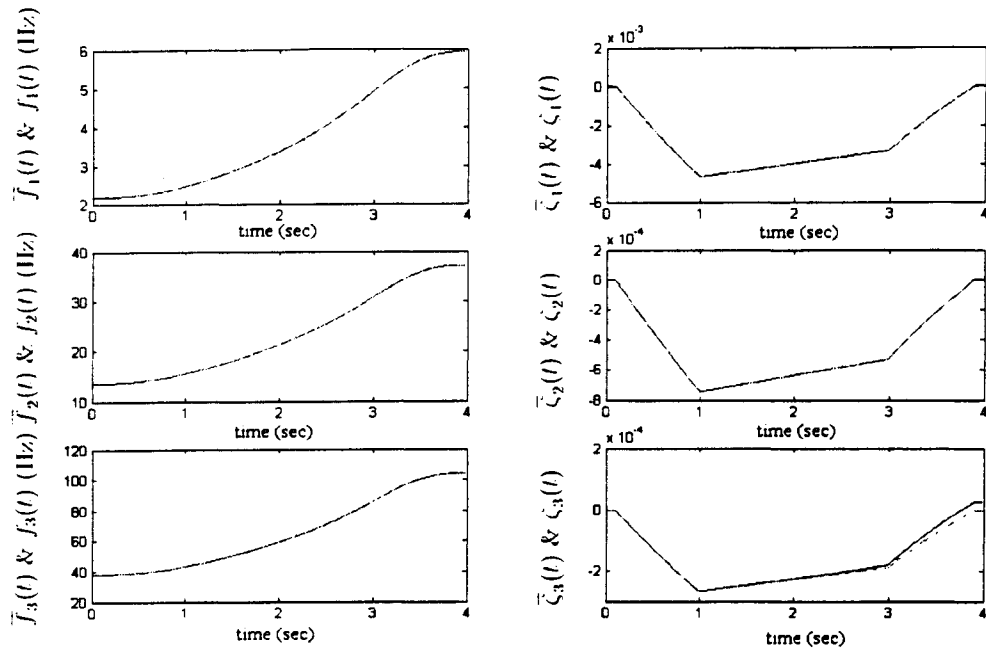 f̄₁(t) & f₁(t) (Hz)
6
5
4
3
2
0 1 2 3 4
time (sec)
x 10⁻³
ζ̄₁(t) & ζ₁(t)
2
0
-2
-4
-6
0 1 2 3 4
time (sec)
f̄₂(t) & f₂(t) (Hz)
40
30
20
10
0 1 2 3 4
time (sec)
x 10⁻⁴
ζ̄₂(t) & ζ₂(t)
2
0
-2
-4
-6
-8
0 1 2 3 4
time (sec)
f̄₃(t) & f₃(t) (Hz)
120
100
80
60
40
20
0 1 2 3 4
time (sec)
x 10⁻⁴
ζ̄₃(t) & ζ₃(t)
2
0
-2
0 1 2 3 4
time (sec)